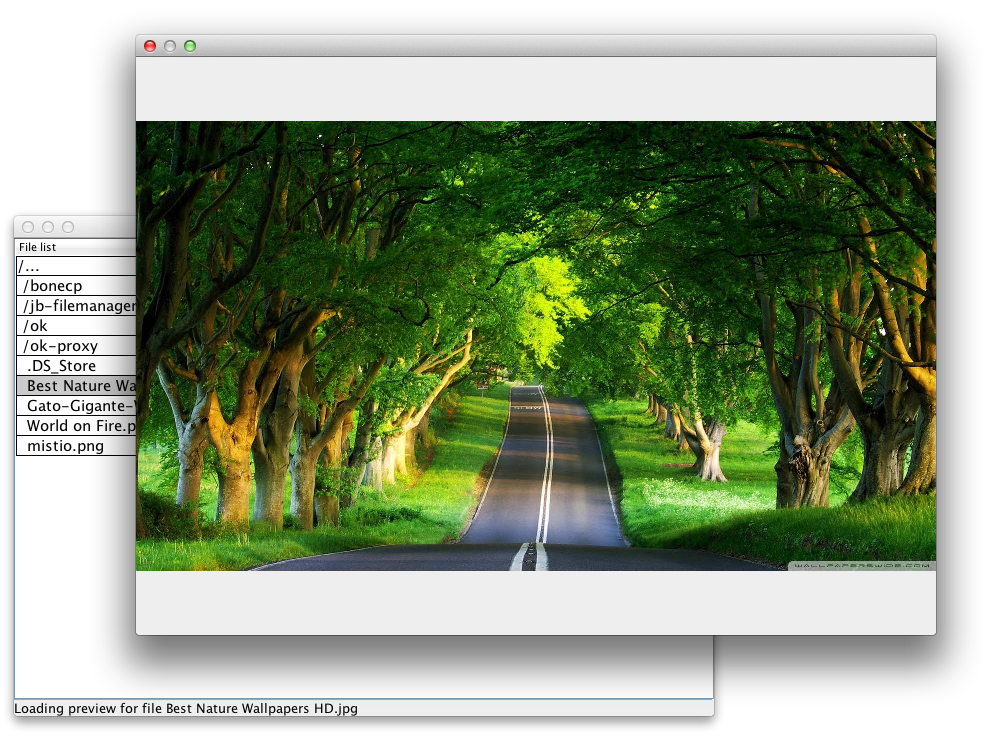 File list
/...
/bonecp
/jb-filemanager
/ok
/ok-proxy
.DS_Store
Best Nature Wa
Gato-Gigante-
World on Fire.p
mistio.png
WALLPAPERSWIDE.COM
Loading preview for file Best Nature Wallpapers HD.jpg